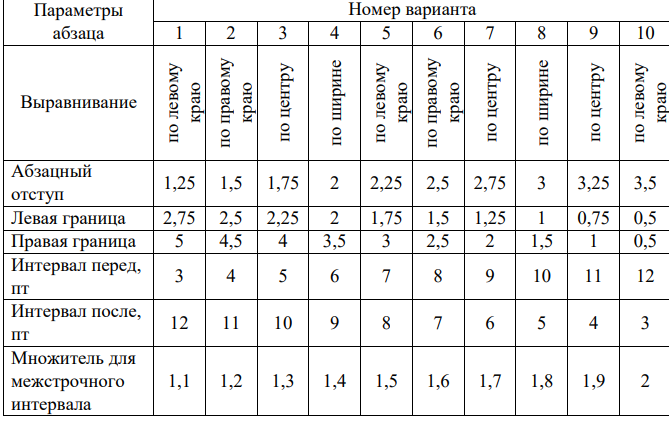 Параметры абзаца Номер варианта
1 2 3 4 5 6 7 8 9 10
Выравнивание по левому краю по правому краю по центру по ширине по левому краю по правому краю по центру по ширине по центру по левому краю
Абзацный отступ 1,25 1,5 1,75 2 2,25 2,5 2,75 3 3,25 3,5
Левая граница 2,75 2,5 2,25 2 1,75 1,5 1,25 1 0,75 0,5
Правая граница 5 4,5 4 3,5 3 2,5 2 1,5 1 0,5
Интервал перед, пт 3 4 5 6 7 8 9 10 11 12
Интервал после, пт 12 11 10 9 8 7 6 5 4 3
Множитель для межстрочного интервала 1,1 1,2 1,3 1,4 1,5 1,6 1,7 1,8 1,9 2